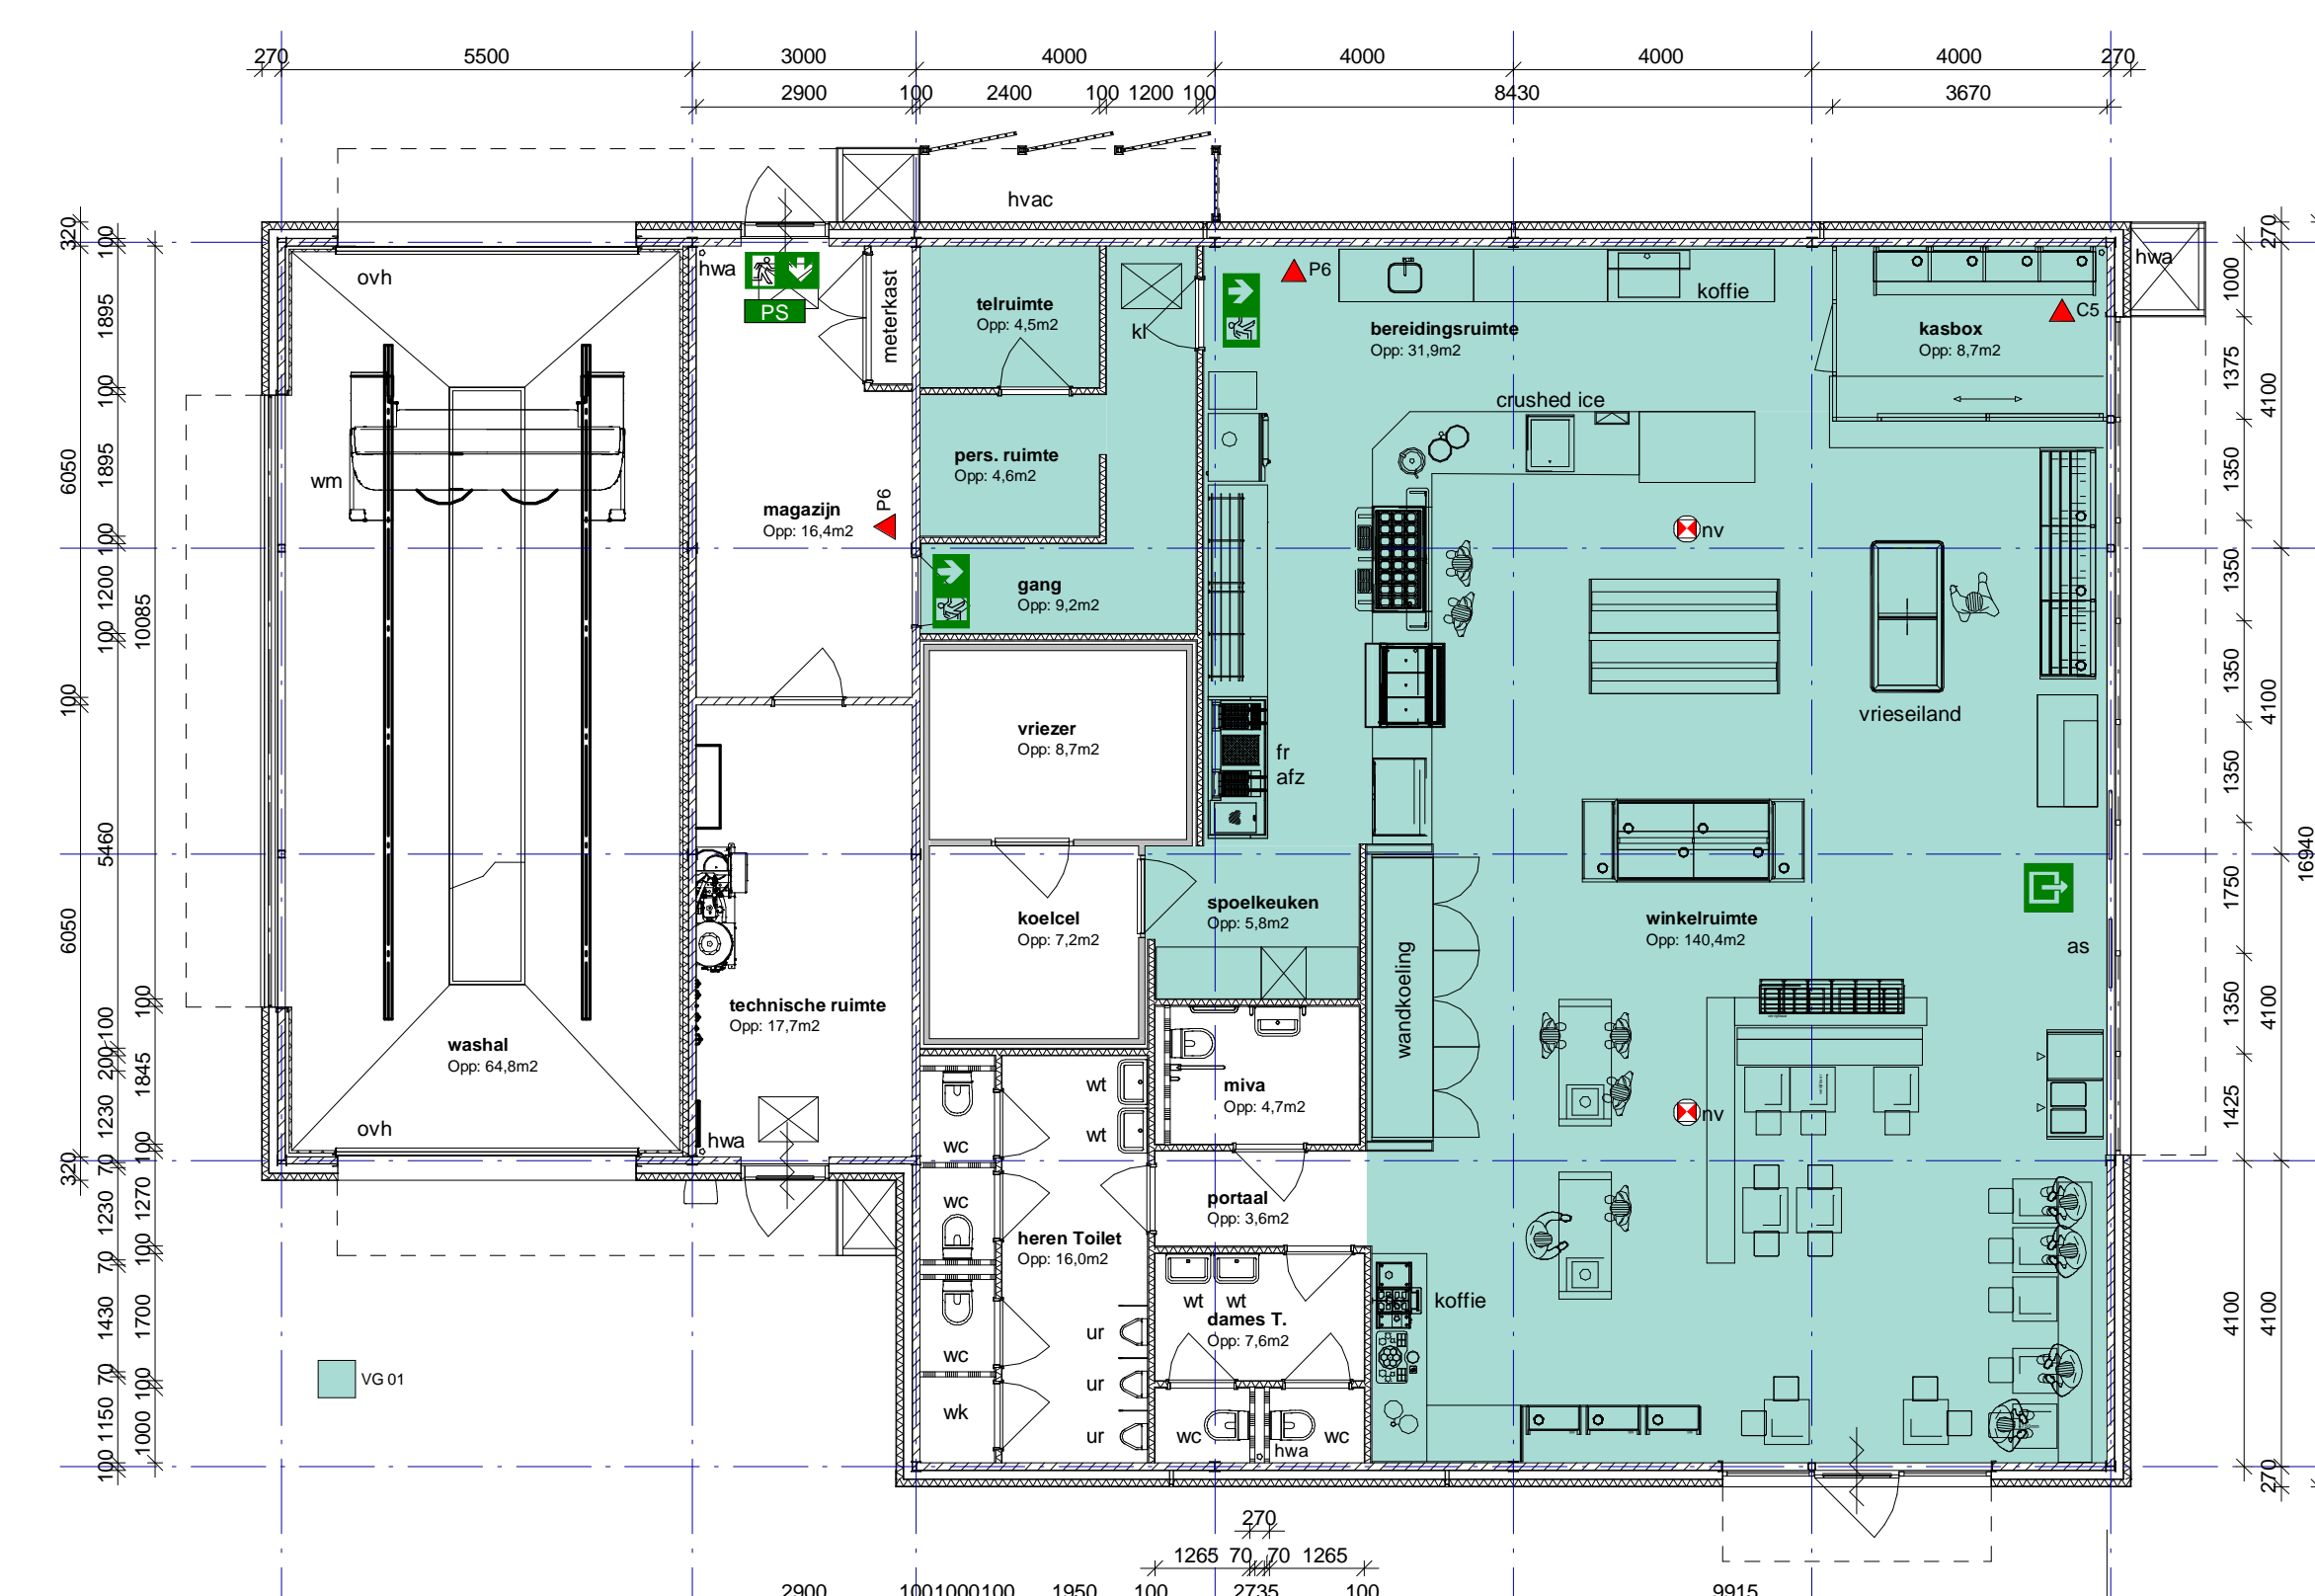 270 5500 3000 4000 4000 4000 4000 270
2900 100 2400 100 1200 100 8430 3670
hvac
320
100
1895
100
6050
1895
100
1200
100
10085
100
5460
6050
100
100
200
1845
1230
100
70
320
1230
1270
70
100
1430
1700
70
100
1150
1000
100
ovh
hwa
PS
meterkast
telruimte
Opp: 4,5m2
kl
P6
bereidingsruimte
Opp: 31,9m2
koffie
kasbox
Opp: 8,7m2
C5
hwa
crushed ice
wm
pers. ruimte
Opp: 4,6m2
magazijn
Opp: 16,4m2
P6
nv
gang
Opp: 9,2m2
vriezer
Opp: 8,7m2
vrieseiland
fr
afz
koelcel
Opp: 7,2m2
spoelkeuken
Opp: 5,8m2
wandkoeling
winkelruimte
Opp: 140,4m2
as
technische ruimte
Opp: 17,7m2
washal
Opp: 64,8m2
ovh
hwa
wt
wt
miva
Opp: 4,7m2
nv
wc
wc
portaal
Opp: 3,6m2
heren Toilet
Opp: 16,0m2
wt wt
dames T.
Opp: 7,6m2
koffie
ur
wc
ur
wk
ur
wc
hwa
wc
VG 01
270
1000
1375
4100
1350
1350
1350
4100
1350
1750
16940
1350
4100
1425
4100
4100
270
270
1265 70 70 1265
2900 100 1000 100 1950 100 2735 100 9915